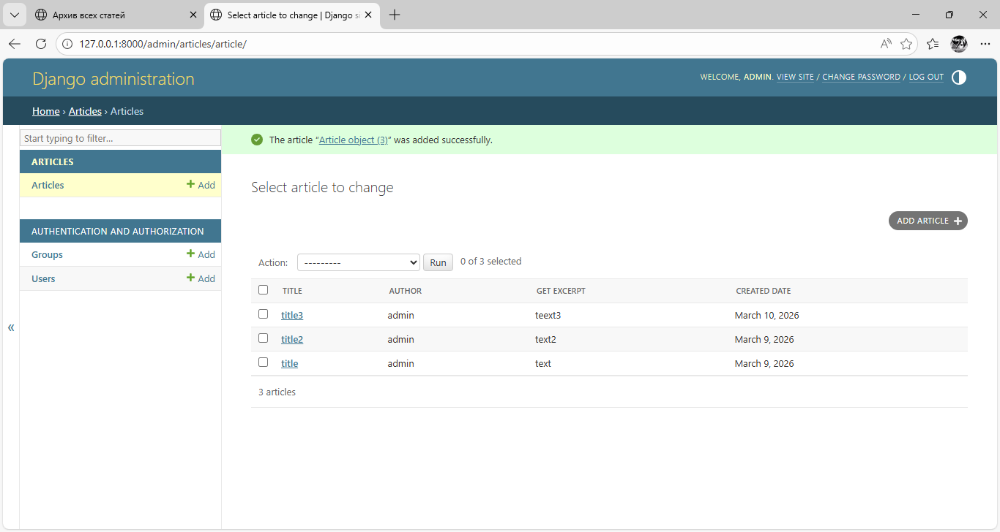 Архив всех статей
Select article to change | Django si
127.0.0.1:8000/admin/articles/article/
Django administration
WELCOME, ADMIN. VIEW SITE / CHANGE PASSWORD / LOG OUT
Home › Articles › Articles
Start typing to filter...
ARTICLES
Articles
+ Add
AUTHENTICATION AND AUTHORIZATION
Groups
+ Add
Users
+ Add
«
The article “Article object (3)” was added successfully.
Select article to change
ADD ARTICLE +
Action: --------- Run 0 of 3 selected
TITLE AUTHOR GET EXCERPT CREATED DATE
title3 admin teext3 March 10, 2026
title2 admin text2 March 9, 2026
title admin text March 9, 2026
3 articles